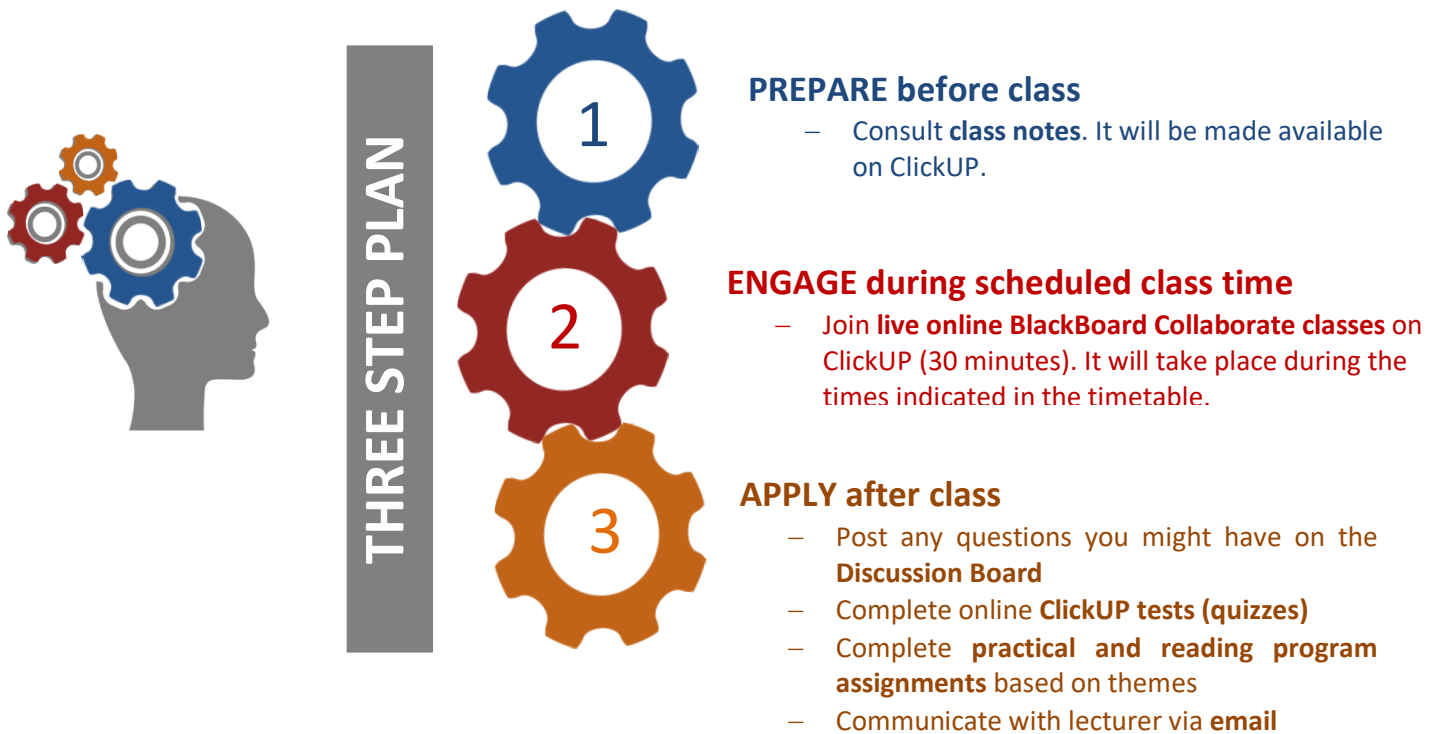 THREE STEP PLAN
1
PREPARE before class
– Consult class notes. It will be made available
on ClickUP.
2
ENGAGE during scheduled class time
– Join live online BlackBoard Collaborate classes on
ClickUP (30 minutes). It will take place during the
times indicated in the timetable.
3
APPLY after class
– Post any questions you might have on the
Discussion Board
– Complete online ClickUP tests (quizzes)
– Complete practical and reading program
assignments based on themes
– Communicate with lecturer via email